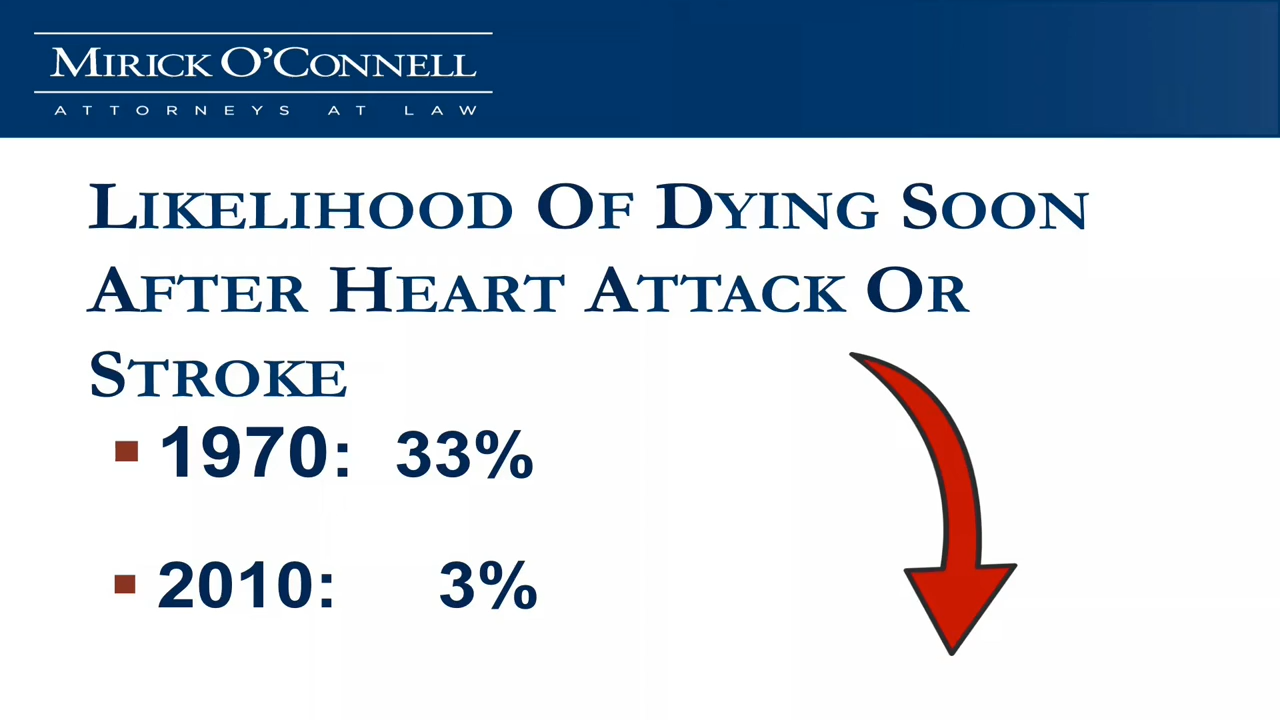 MIRICK O'CONNELL
ATTORNEYS AT LAW
LIKELIHOOD OF DYING SOON
AFTER HEART ATTACK OR
STROKE
▪ 1970: 33%
▪ 2010: 3%